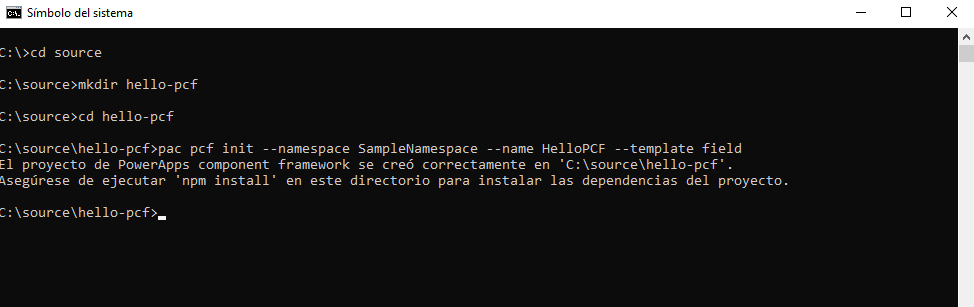 Símbolo del sistema
C:\>cd source
C:\source>mkdir hello-pcf
C:\source>cd hello-pcf
C:\source\hello-pcf>pac pcf init --namespace SampleNamespace --name HelloPCF --template field
El proyecto de PowerApps component framework se creó correctamente en 'C:\source\hello-pcf'.
Asegúrese de ejecutar 'npm install' en este directorio para instalar las dependencias del proyecto.
C:\source\hello-pcf>